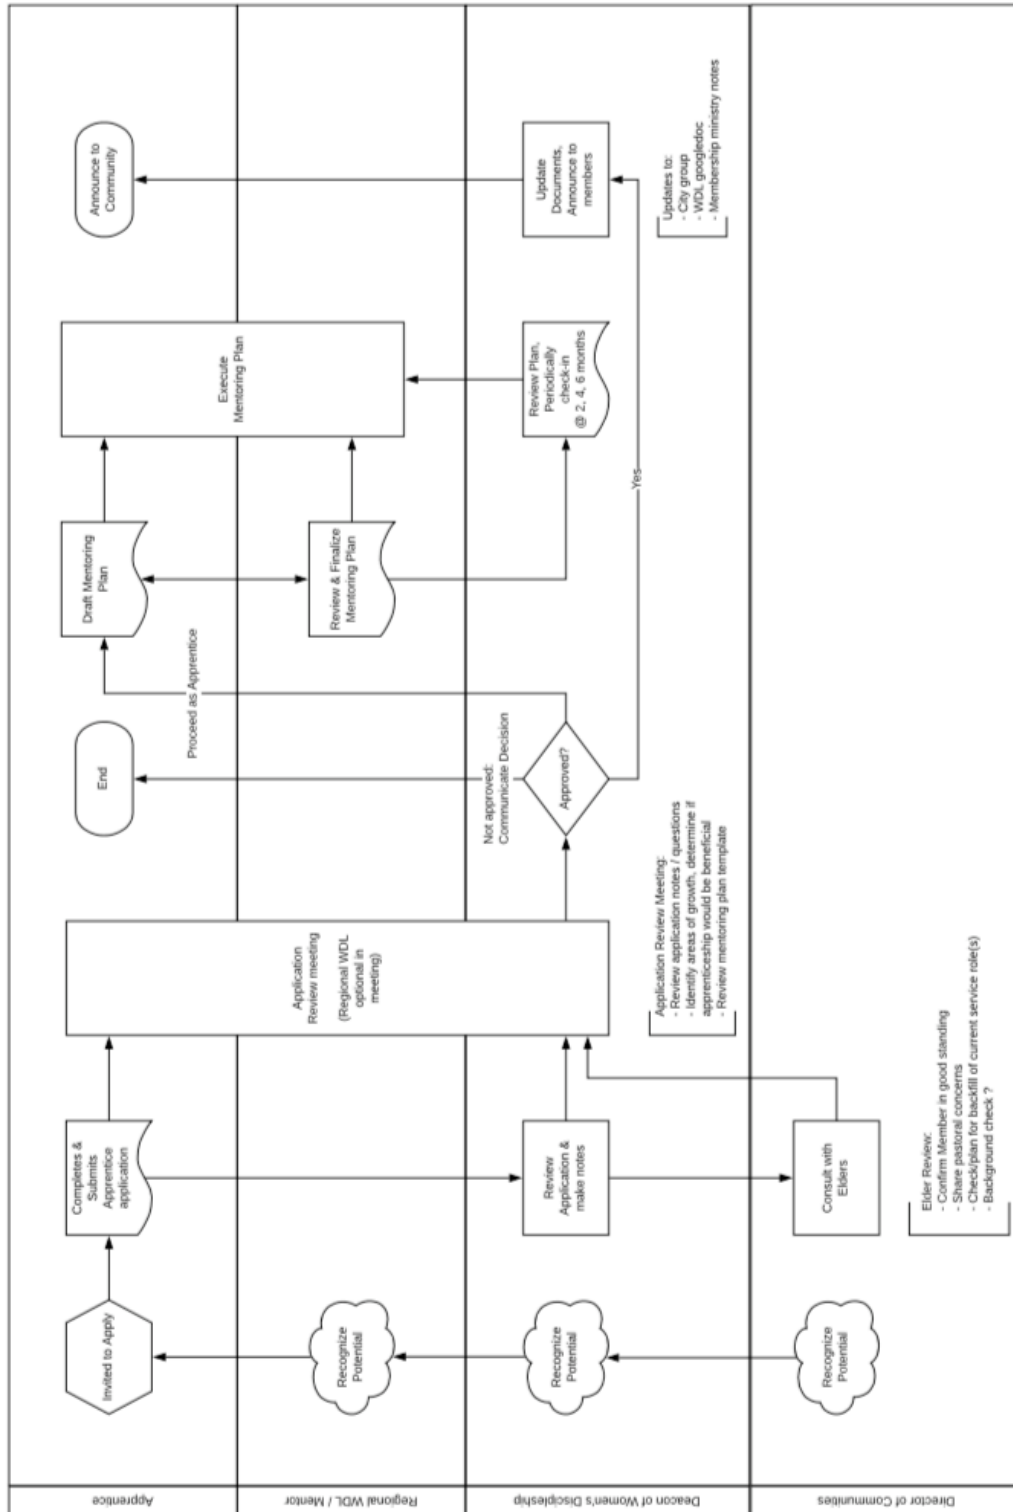 Apprentice
Regional WDL / Mentor
Deacon of Women's Discipleship
Director of Communities
Invited to Apply
Recognize
Potential
Recognize
Potential
Recognize
Potential
Completes &
Submits
Apprentice
application
Review
Application &
make notes
Consult with
Elders
Elder Review:
- Confirm Member in good standing
- Share pastoral concerns
- Check/plan for backfill of current service role(s)
- Background check ?
Application
Review meeting
(Regional WDL
optional in
meeting)
Application Review Meeting:
- Review application notes / questions
- Identify areas of growth, determine if
apprenticeship would be beneficial
- Review mentoring plan template
Approved?
Not approved:
Communicate Decision
End
Proceed as Apprentice
Yes
Draft Mentoring
Plan
Review & Finalize
Mentoring Plan
Execute
Mentoring Plan
Review Plan,
Periodically
check-in
@ 2, 4, 6 months
Update
Documents,
Announce to
members
Updates to:
- City group
- WDL googledoc
- Membership ministry notes
Announce to
Community